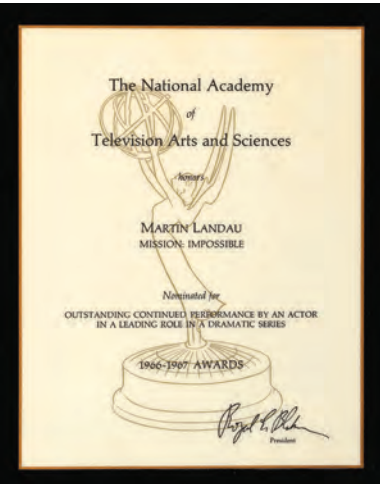 The National Academy
of
Television Arts and Sciences
honors
MARTIN LANDAU
MISSION: IMPOSSIBLE
Nominated for
OUTSTANDING CONTINUED PERFORMANCE BY AN ACTOR
IN A LEADING ROLE IN A DRAMATIC SERIES
1966-1967 AWARDS
President